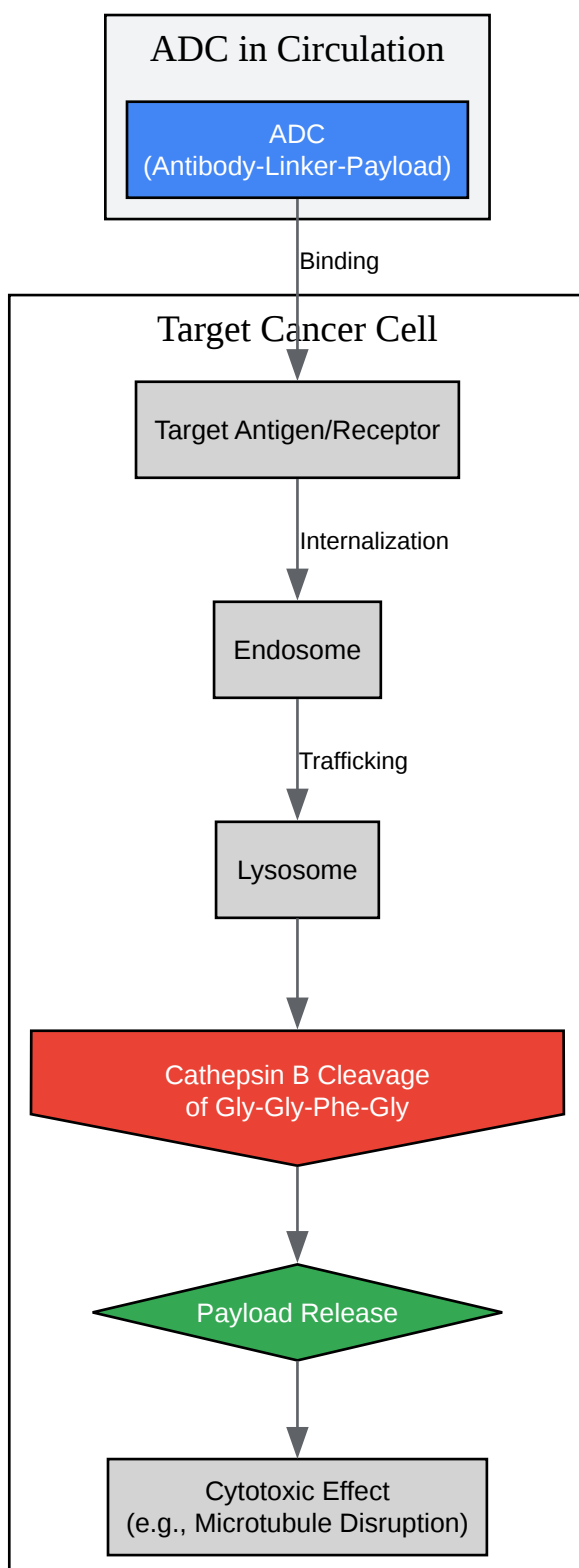 ADC in Circulation
ADC
(Antibody-Linker-Payload)
Binding
Target Cancer Cell
Target Antigen/Receptor
Internalization
Endosome
Trafficking
Lysosome
Cathepsin B Cleavage
of Gly-Gly-Phe-Gly
Payload Release
Cytotoxic Effect
(e.g., Microtubule Disruption)